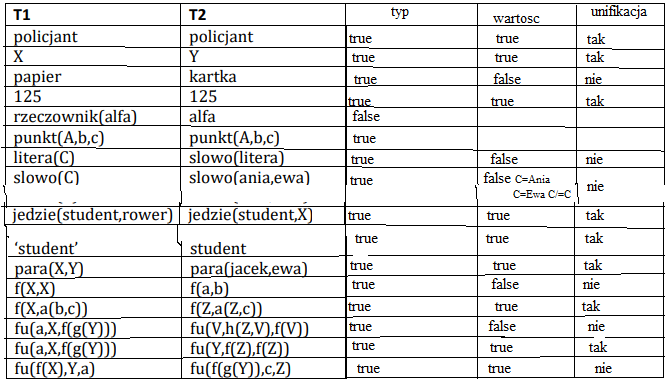 T1 T2 typ wartosc unifikacja
policjant policjant true true tak
X Y true true tak
papier kartka true false nie
125 125 true true tak
rzeczownik(alfa) alfa false
punkt(A,b,c) punkt(A,b,c) true
litera(C) slowo(litera) true false nie
slowo(C) slowo(ania,ewa) true false C=Ania nie
C=Ewa C/=C
jedzie(student,rower) jedzie(student,X) true true tak
‘student’ student true true tak
para(X,Y) para(jacek,ewa) true true tak
f(X,X) f(a,b) true false nie
f(X,a(b,c)) f(Z,a(Z,c)) true true tak
fu(a,X,f(g(Y))) fu(V,h(Z,V),f(V)) true false nie
fu(a,X,f(g(Y))) fu(Y,f(Z),f(Z)) true true tak
fu(f(X),Y,a) fu(f(g(Y)),c,Z) true true nie